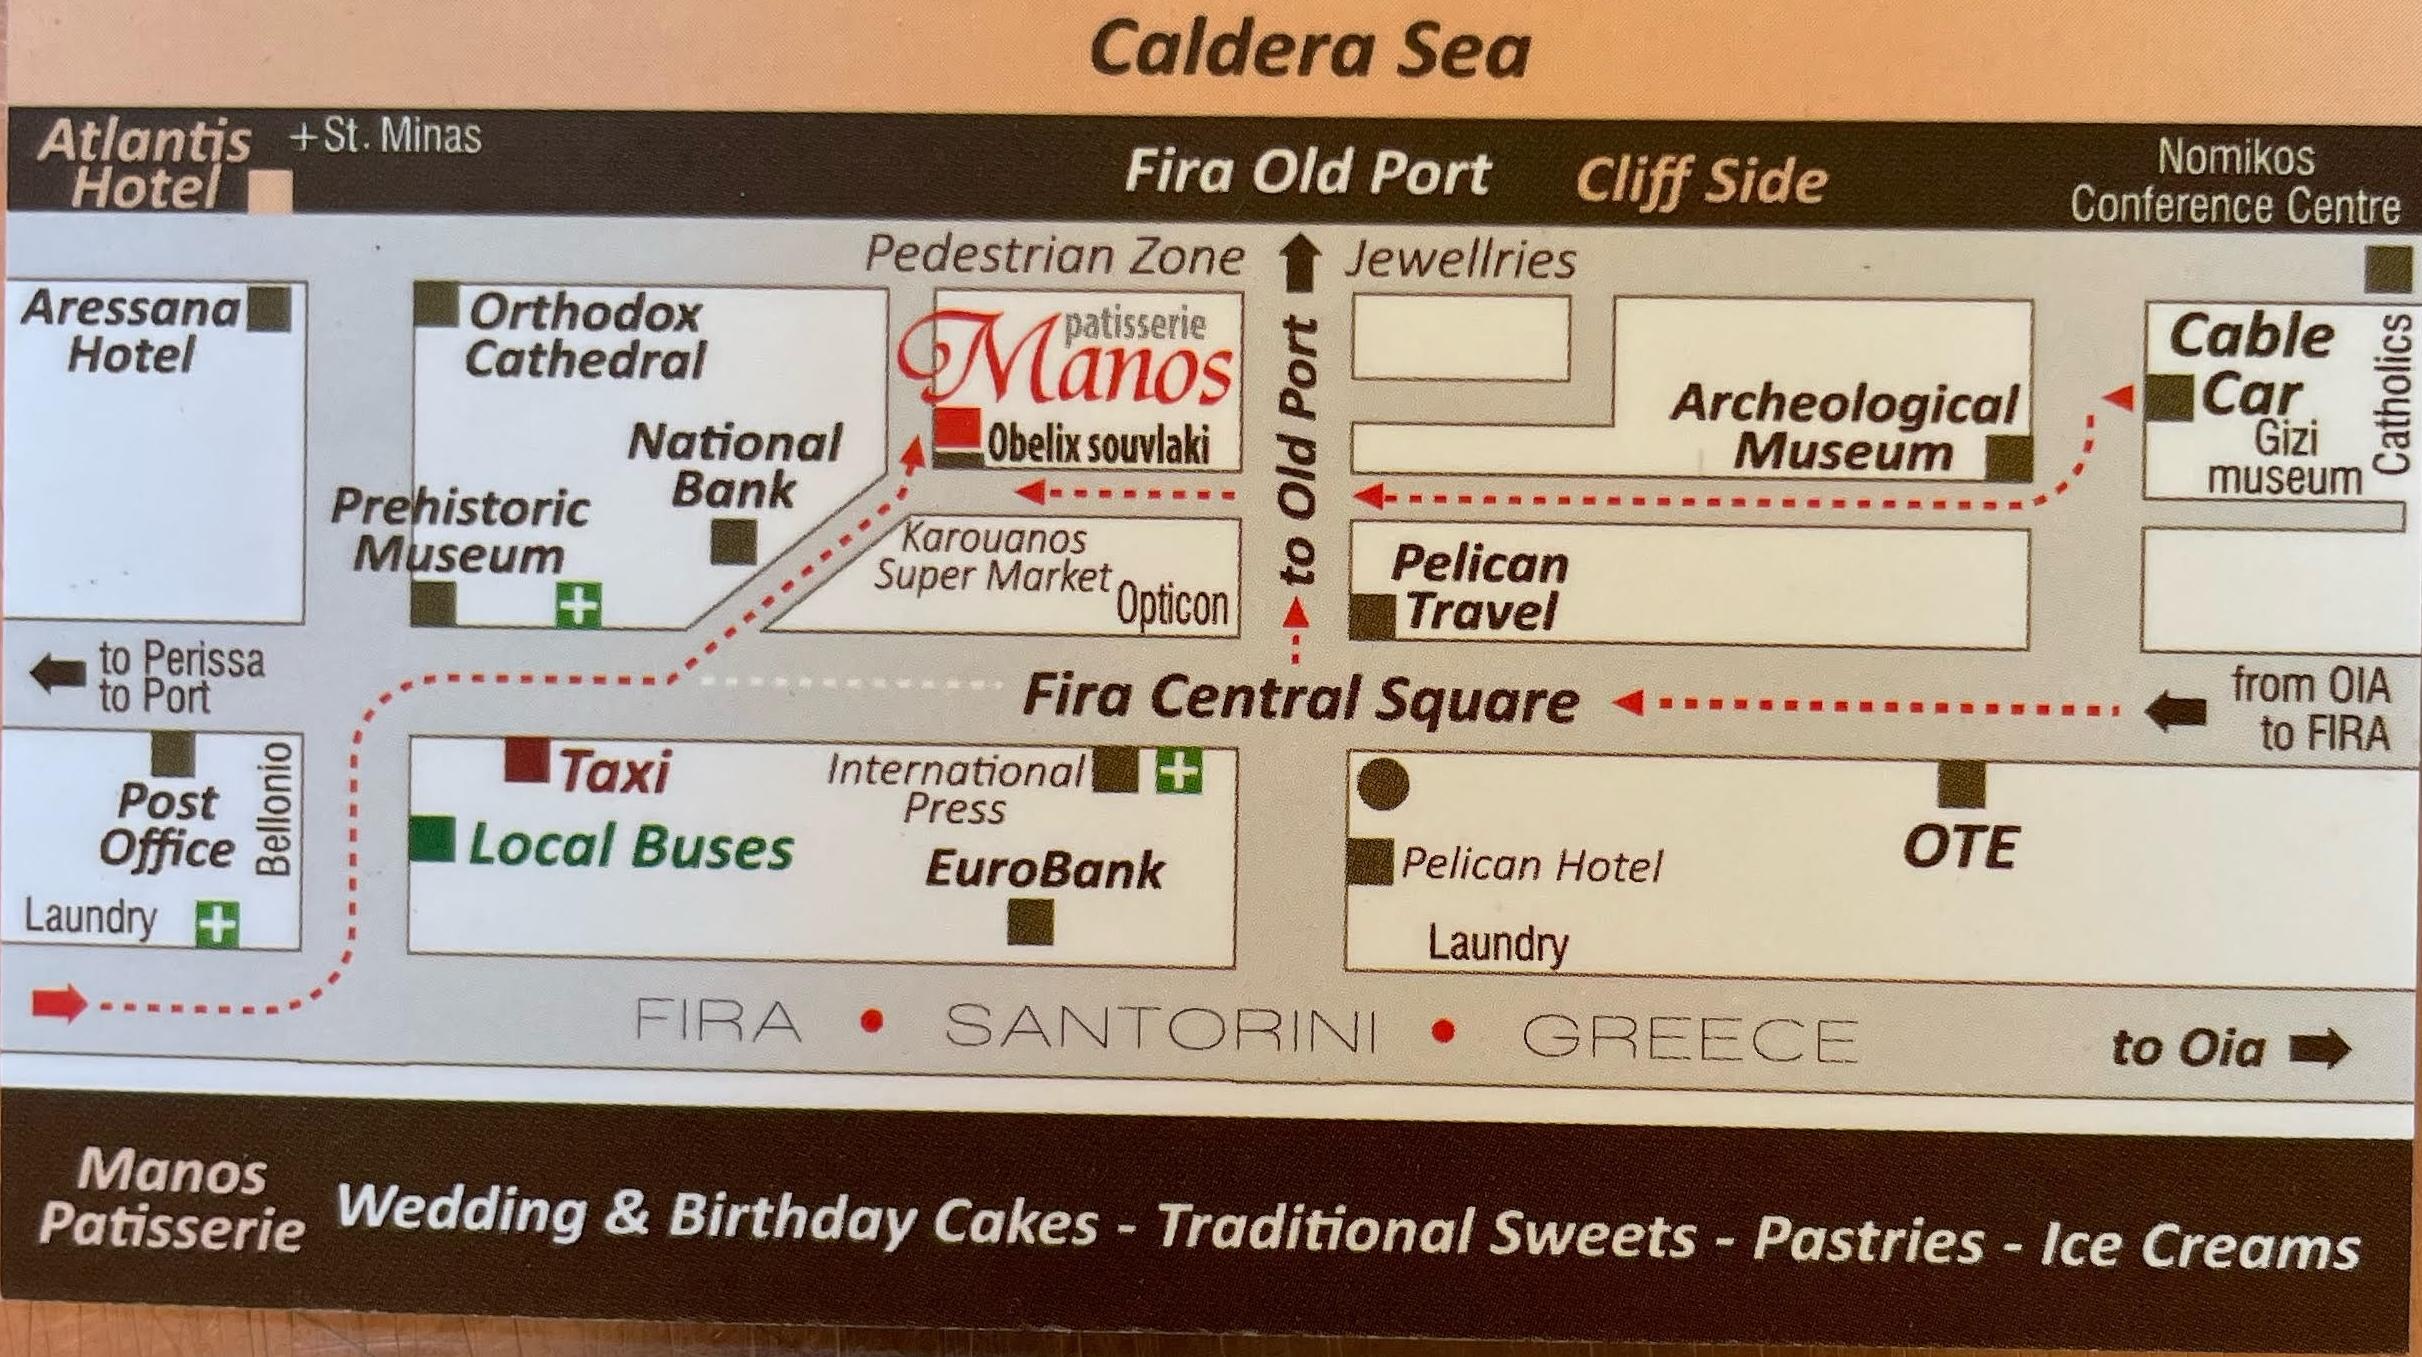 Caldera Sea
Atlantis
Hotel
+St. Minas
Fira Old Port
Cliff Side
Nomikos
Conference Centre
Pedestrian Zone
Jewellries
Aressana
Hotel
Orthodox
Cathedral
National
Bank
Prehistoric
Museum
patisserie
Manos
Obelix souvlaki
to Old Port
Archeological
Museum
Cable
Car
Gizi
museum
Catholics
Karouanos
Super Market
Opticon
Pelican
Travel
to Perissa
to Port
Fira Central Square
from OIA
to FIRA
Post
Office
Bellonio
Laundry
Taxi
Local Buses
International
Press
EuroBank
Pelican Hotel
Laundry
OTE
FIRA • SANTORINI • GREECE
to Oia
Manos
Patisserie
Wedding & Birthday Cakes - Traditional Sweets - Pastries - Ice Creams